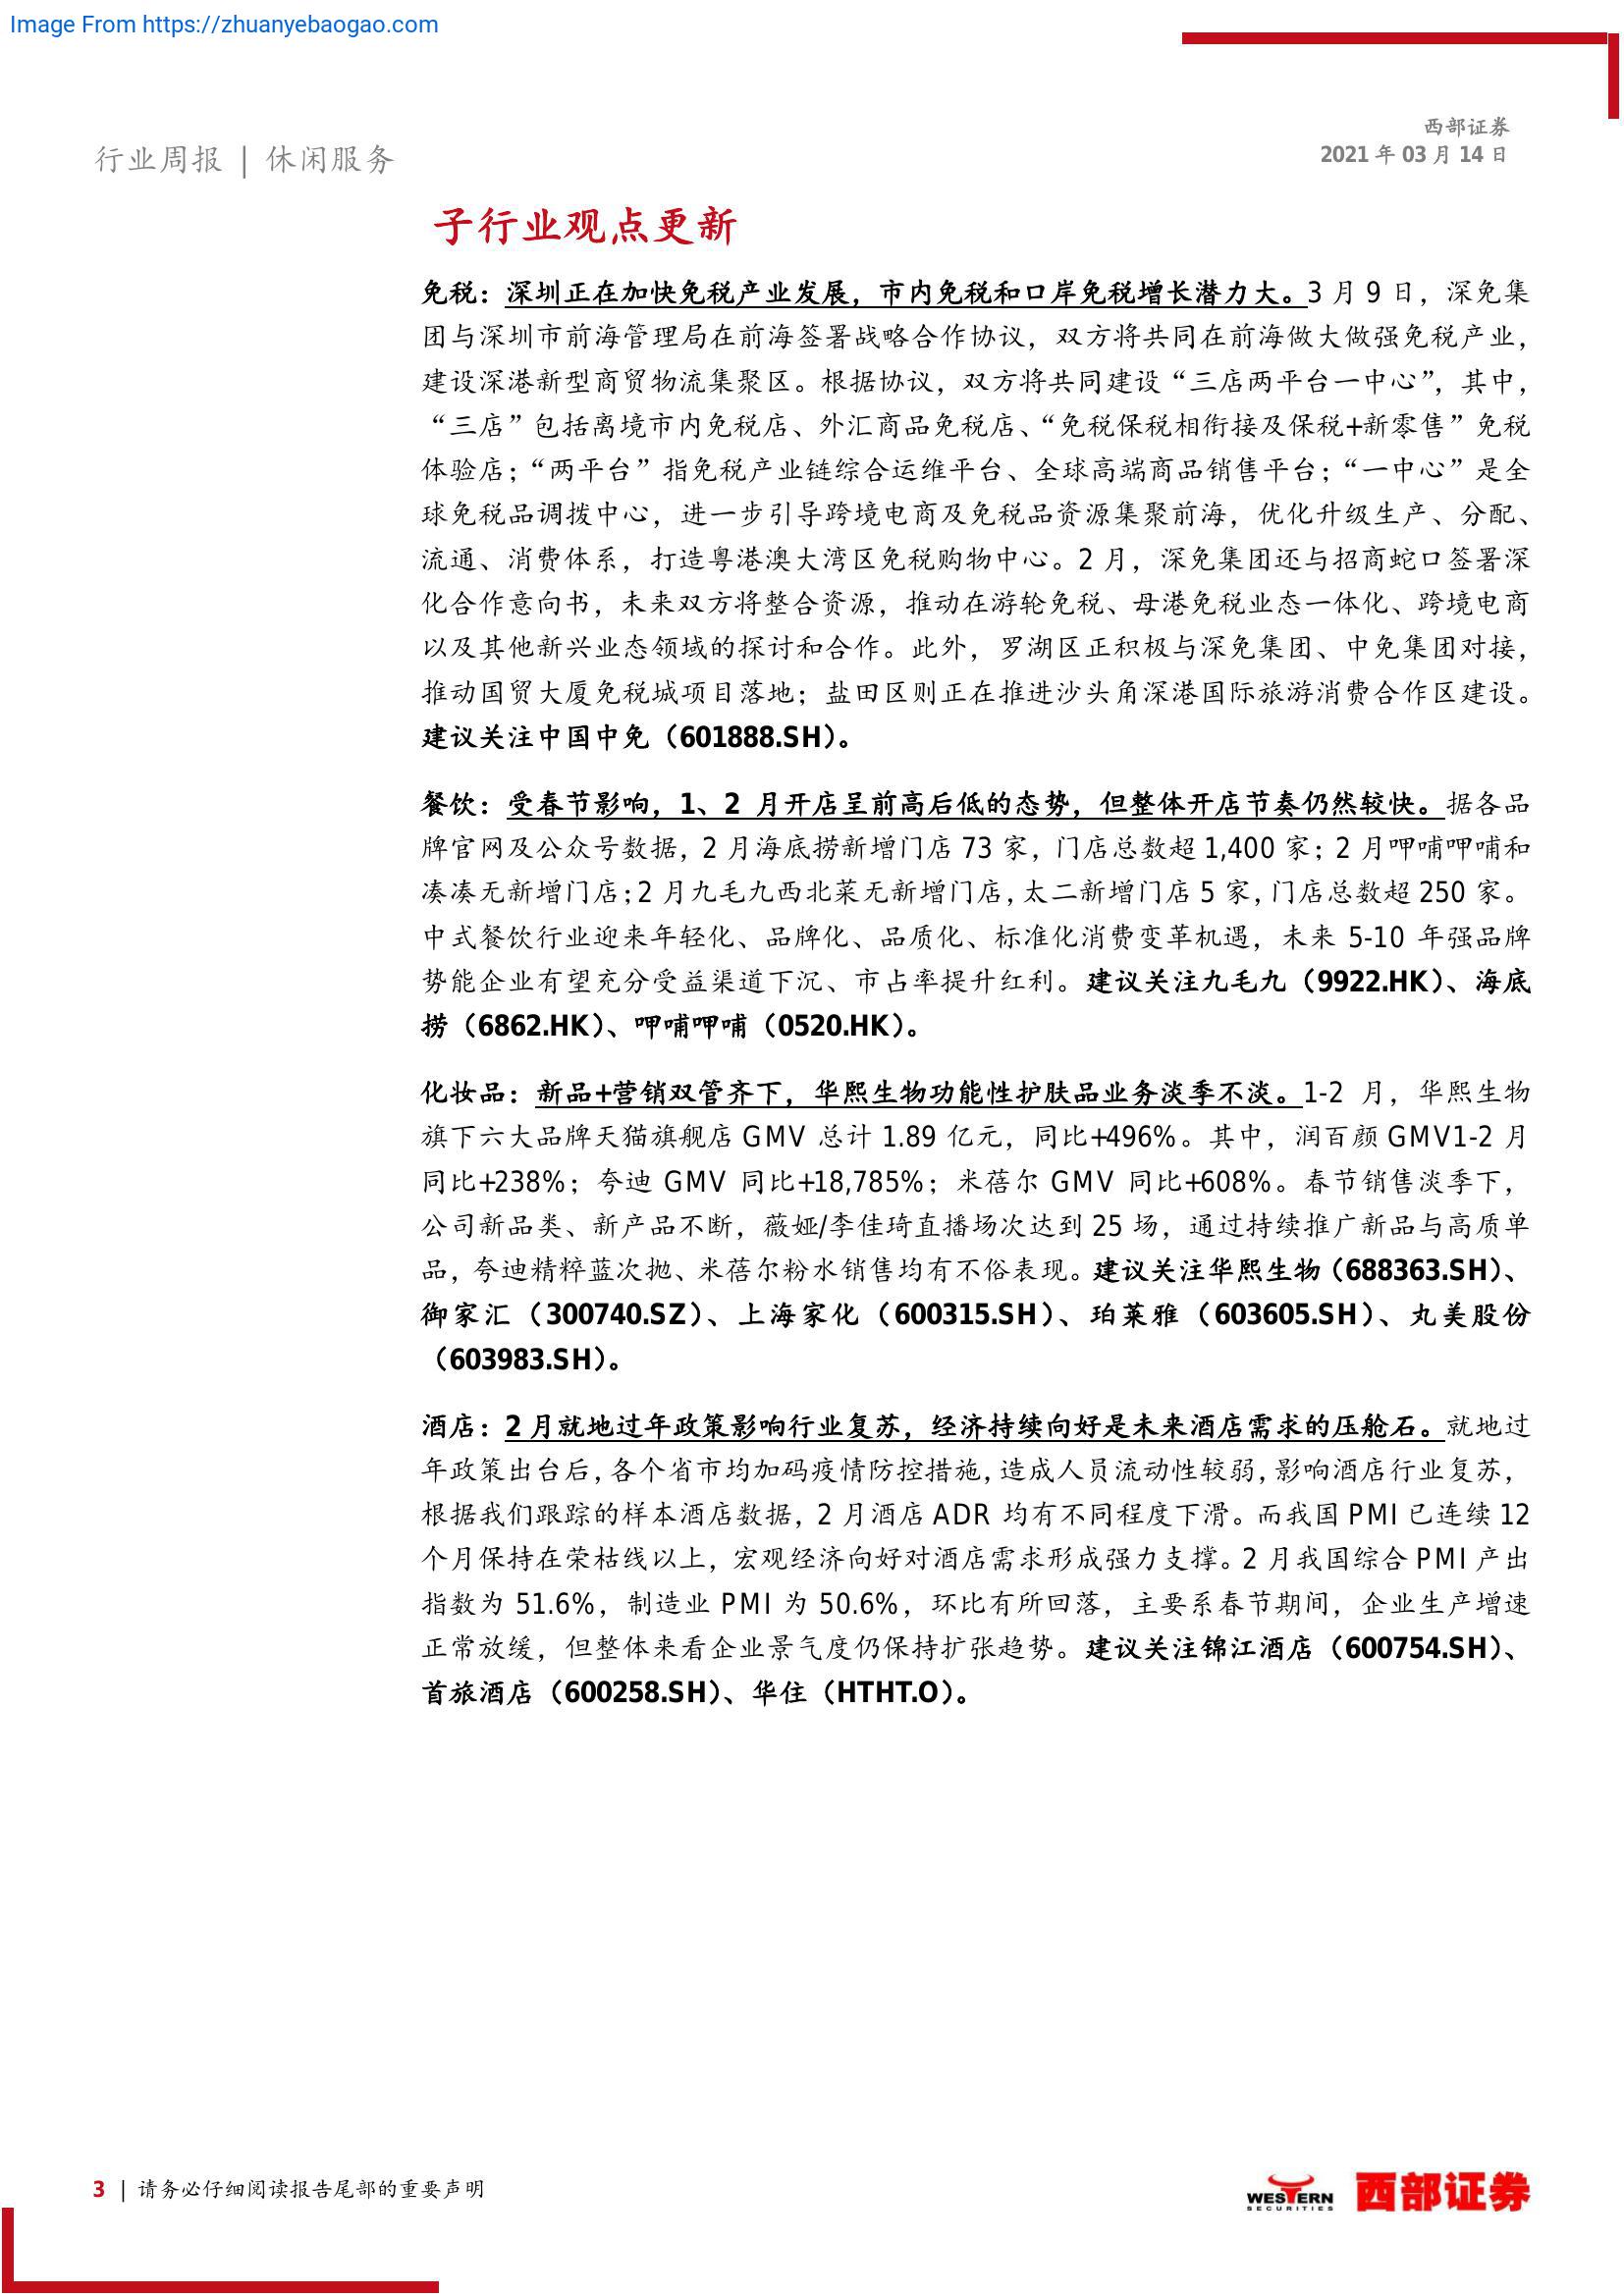 Image From https://zhuanyebaogao.com
西部证券
2021 年 03 月 14 日
行业周报 | 休闲服务
子行业观点更新
免税：深圳正在加快免税产业发展，市内免税和口岸免税增长潜力大。3 月 9 日，深免集
团与深圳市前海管理局在前海签署战略合作协议，双方将共同在前海做大做强免税产业，
建设深港新型商贸物流集聚区。根据协议，双方将共同建设“三店两平台一中心”，其中，
“三店”包括离境市内免税店、外汇商品免税店、“免税保税相衔接及保税+新零售”免税
体验店；“两平台”指免税产业链综合运维平台、全球高端商品销售平台；“一中心”是全
球免税品调拨中心，进一步引导跨境电商及免税品资源集聚前海，优化升级生产、分配、
流通、消费体系，打造粤港澳大湾区免税购物中心。2 月，深免集团还与招商蛇口签署深
化合作意向书，未来双方将整合资源，推动在游轮免税、母港免税业态一体化、跨境电商
以及其他新兴业态领域的探讨和合作。此外，罗湖区正积极与深免集团、中免集团对接，
推动国贸大厦免税城项目落地；盐田区则正在推进沙头角深港国际旅游消费合作区建设。
建议关注中国中免（601888.SH）。
餐饮：受春节影响，1、2 月开店呈前高后低的态势，但整体开店节奏仍然较快。据各品
牌官网及公众号数据，2 月海底捞新增门店 73 家，门店总数超 1,400 家；2 月呷哺呷哺和
凑凑无新增门店；2 月九毛九西北菜无新增门店，太二新增门店 5 家，门店总数超 250 家。
中式餐饮行业迎来年轻化、品牌化、品质化、标准化消费变革机遇，未来 5-10 年强品牌
势能企业有望充分受益渠道下沉、市占率提升红利。建议关注九毛九（9922.HK）、海底
捞（6862.HK）、呷哺呷哺（0520.HK）。
化妆品：新品+营销双管齐下，华熙生物功能性护肤品业务淡季不淡。1-2 月，华熙生物
旗下六大品牌天猫旗舰店 GMV 总计 1.89 亿元，同比+496%。其中，润百颜 GMV1-2 月
同比+238%；夸迪 GMV 同比+18,785%；米蓓尔 GMV 同比+608%。春节销售淡季下，
公司新品类、新产品不断，薇娅/李佳琦直播场次达到 25 场，通过持续推广新品与高质单
品，夸迪精粹蓝次抛、米蓓尔粉水销售均有不俗表现。建议关注华熙生物（688363.SH）、
御家汇（300740.SZ）、上海家化（600315.SH）、珀莱雅（603605.SH）、丸美股份
（603983.SH）。
酒店：2 月就地过年政策影响行业复苏，经济持续向好是未来酒店需求的压舱石。就地过
年政策出台后，各个省市均加码疫情防控措施，造成人员流动性较弱，影响酒店行业复苏，
根据我们跟踪的样本酒店数据，2 月酒店 ADR 均有不同程度下滑。而我国 PMI 已连续 12
个月保持在荣枯线以上，宏观经济向好对酒店需求形成强力支撑。2 月我国综合 PMI 产出
指数为 51.6%，制造业 PMI 为 50.6%，环比有所回落，主要系春节期间，企业生产增速
正常放缓，但整体来看企业景气度仍保持扩张趋势。建议关注锦江酒店（600754.SH）、
首旅酒店（600258.SH）、华住（HTHT.O）。
3 | 请务必仔细阅读报告尾部的重要声明
WESTERN
SECURITIES
西部证券